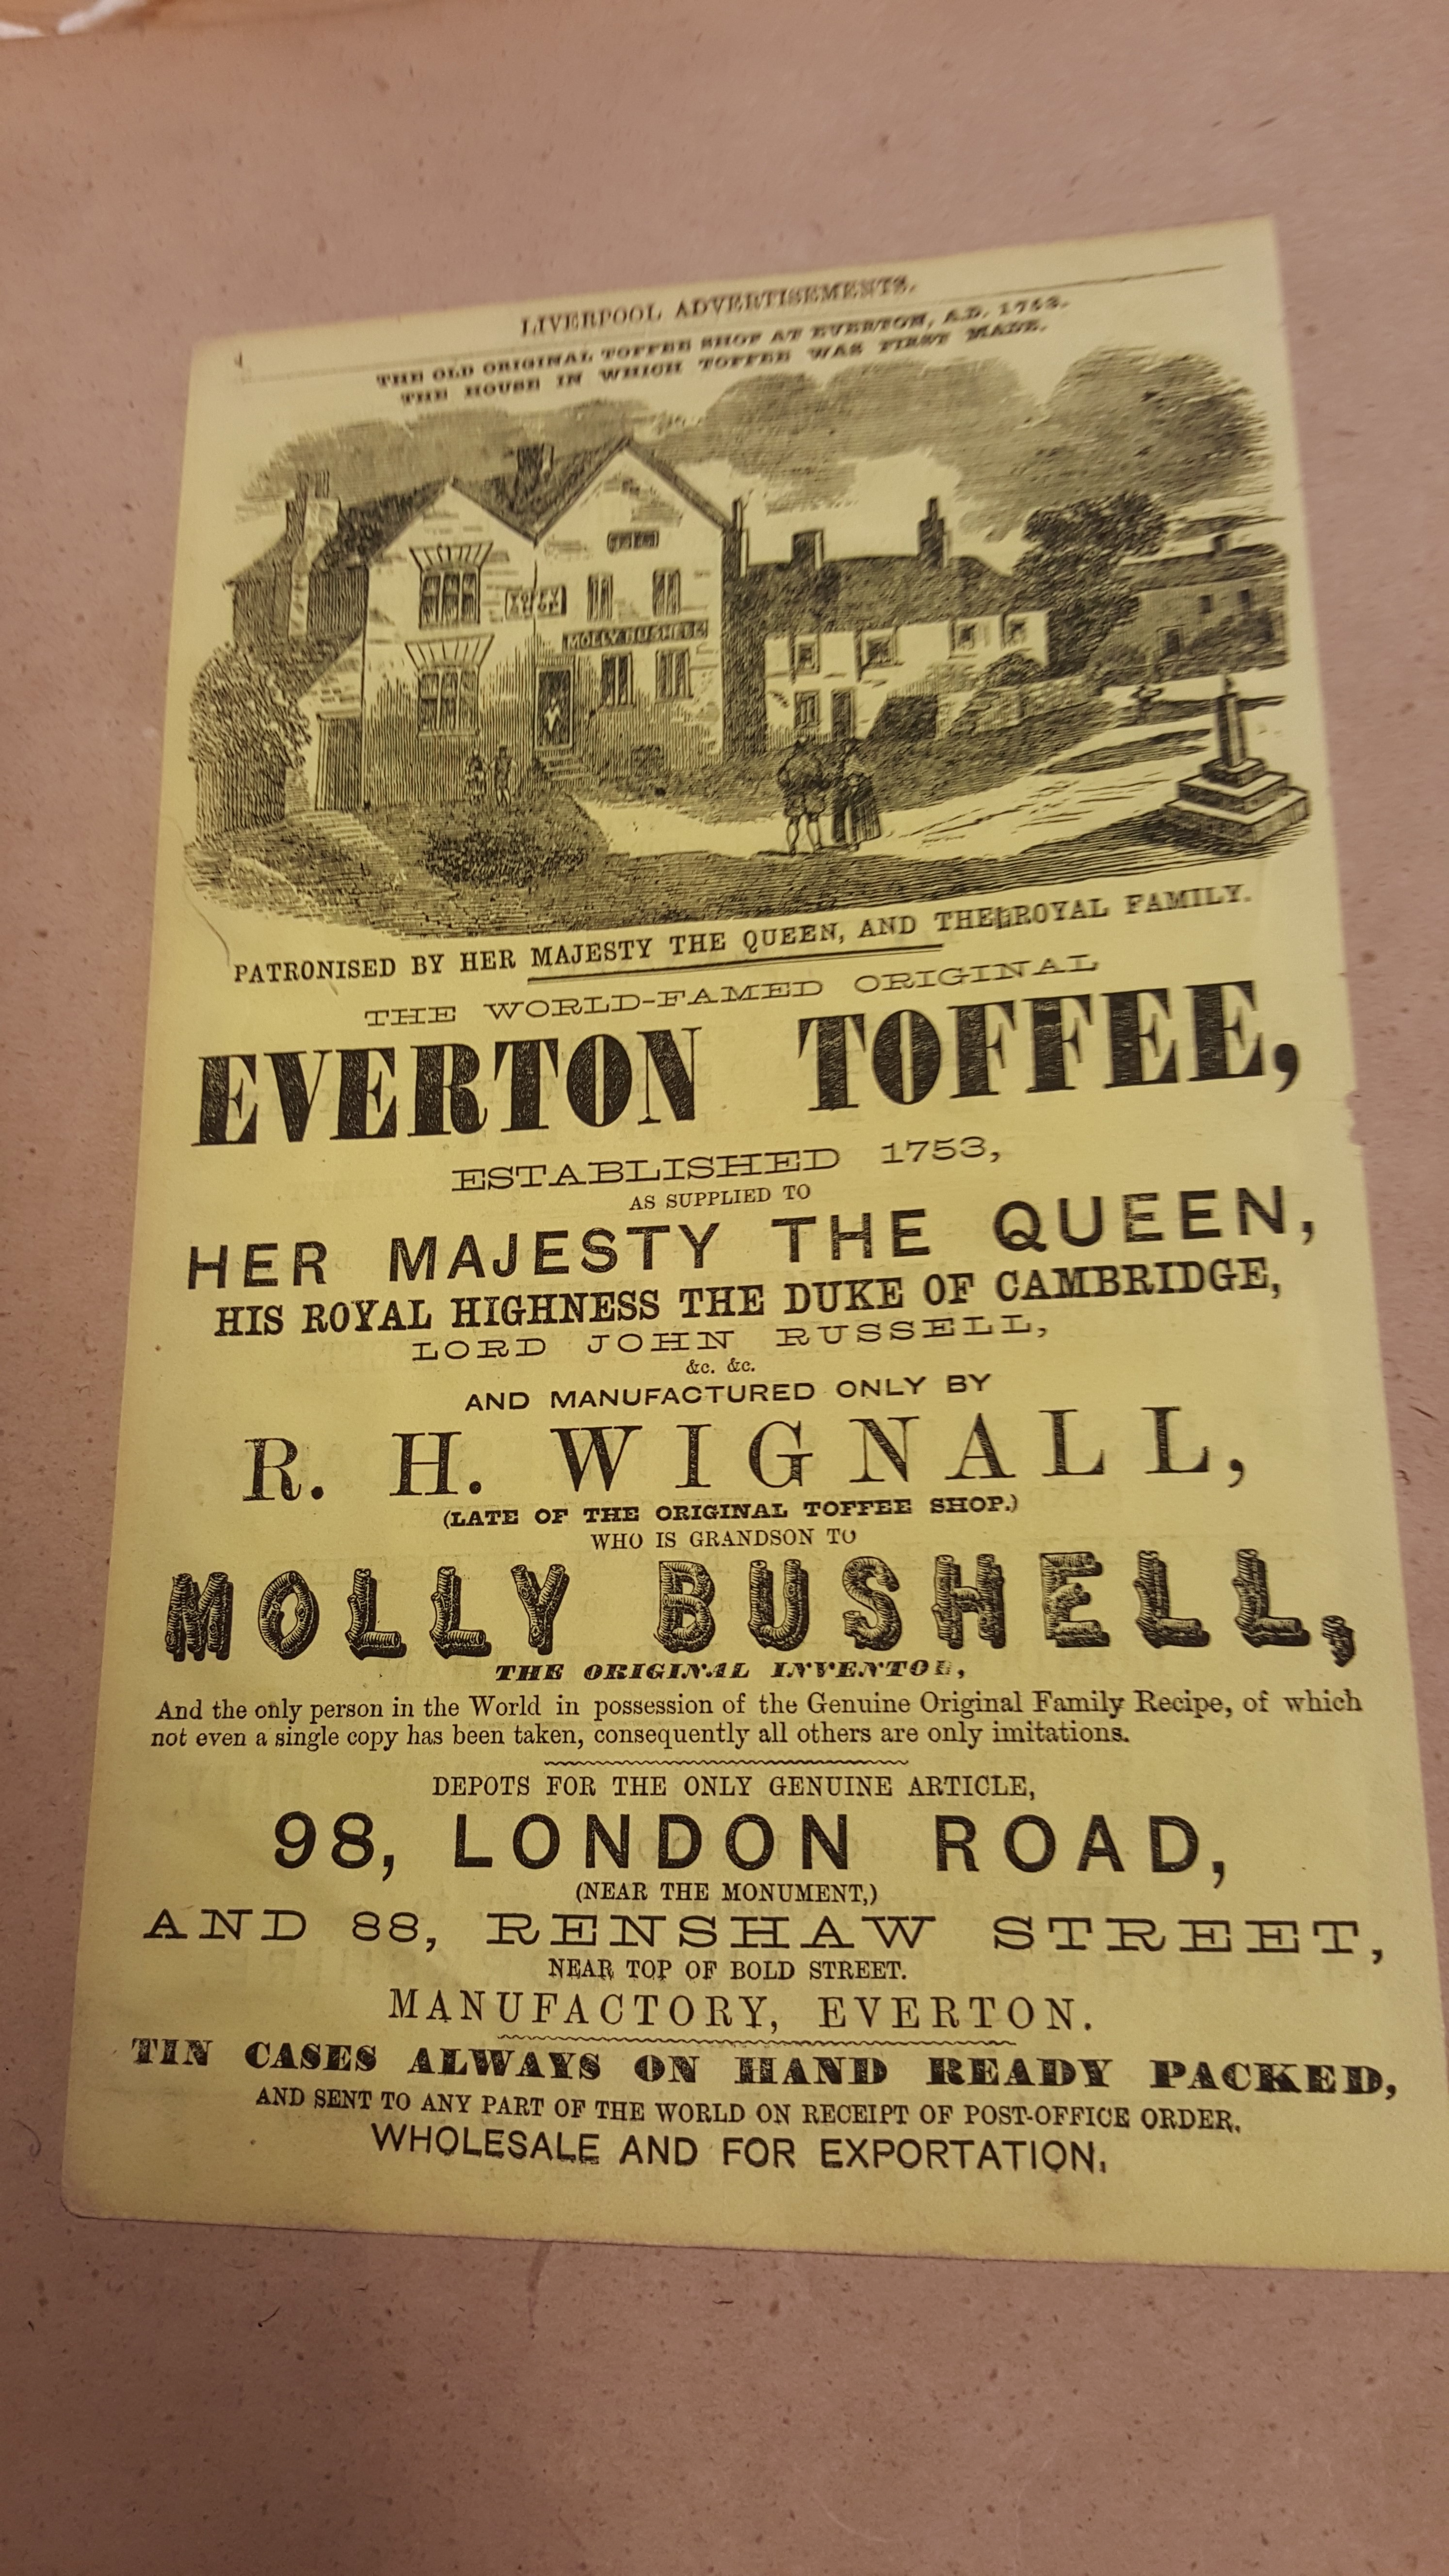 4
LIVERPOOL ADVERTISEMENTS.
THE OLD ORIGINAL TOFFEE SHOP AT EVERTON, A.D. 1753.
THE HOUSE IN WHICH TOFFEE WAS FIRST MADE.
MOLLY BUSHELL
PATRONISED BY HER MAJESTY THE QUEEN, AND THE ROYAL FAMILY.
THE WORLD-FAMED ORIGINAL
EVERTON TOFFEE,
ESTABLISHED 1753,
AS SUPPLIED TO
HER MAJESTY THE QUEEN,
HIS ROYAL HIGHNESS THE DUKE OF CAMBRIDGE,
LORD JOHN RUSSELL,
&c. &c.
AND MANUFACTURED ONLY BY
R. H. WIGNALL,
(LATE OF THE ORIGINAL TOFFEE SHOP.)
WHO IS GRANDSON TO
MOLLY BUSHELL,
THE ORIGINAL INVENTOR,
And the only person in the World in possession of the Genuine Original Family Recipe, of which
not even a single copy has been taken, consequently all others are only imitations.
DEPOTS FOR THE ONLY GENUINE ARTICLE,
98, LONDON ROAD,
(NEAR THE MONUMENT,)
AND 88, RENSHAW STREET,
NEAR TOP OF BOLD STREET.
MANUFACTORY, EVERTON.
TIN CASES ALWAYS ON HAND READY PACKED,
AND SENT TO ANY PART OF THE WORLD ON RECEIPT OF POST-OFFICE ORDER.
WHOLESALE AND FOR EXPORTATION.